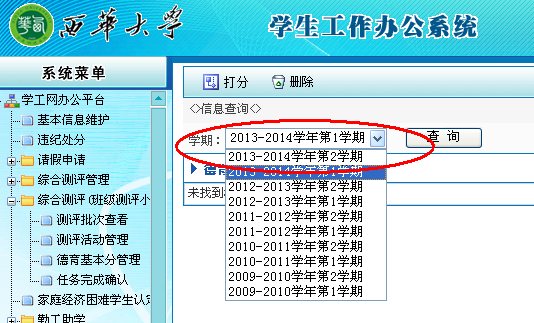 西华大学 学生工作办公系统
系统菜单
打分 删除
◇信息查询◇
学期: 2013-2014学年第1学期 查 询
2013-2014学年第2学期
2013-2014学年第1学期
2012-2013学年第2学期
2012-2013学年第1学期
2011-2012学年第2学期
2011-2012学年第1学期
2010-2011学年第2学期
2010-2011学年第1学期
2009-2010学年第2学期
2009-2010学年第1学期
未找到
学工网办公平台
基本信息维护
违纪处分
请假申请
综合测评管理
综合测评(班级测评小
测评批次查看
测评活动管理
德育基本分管理
任务完成确认
家庭经济困难学生认定
勤工助学